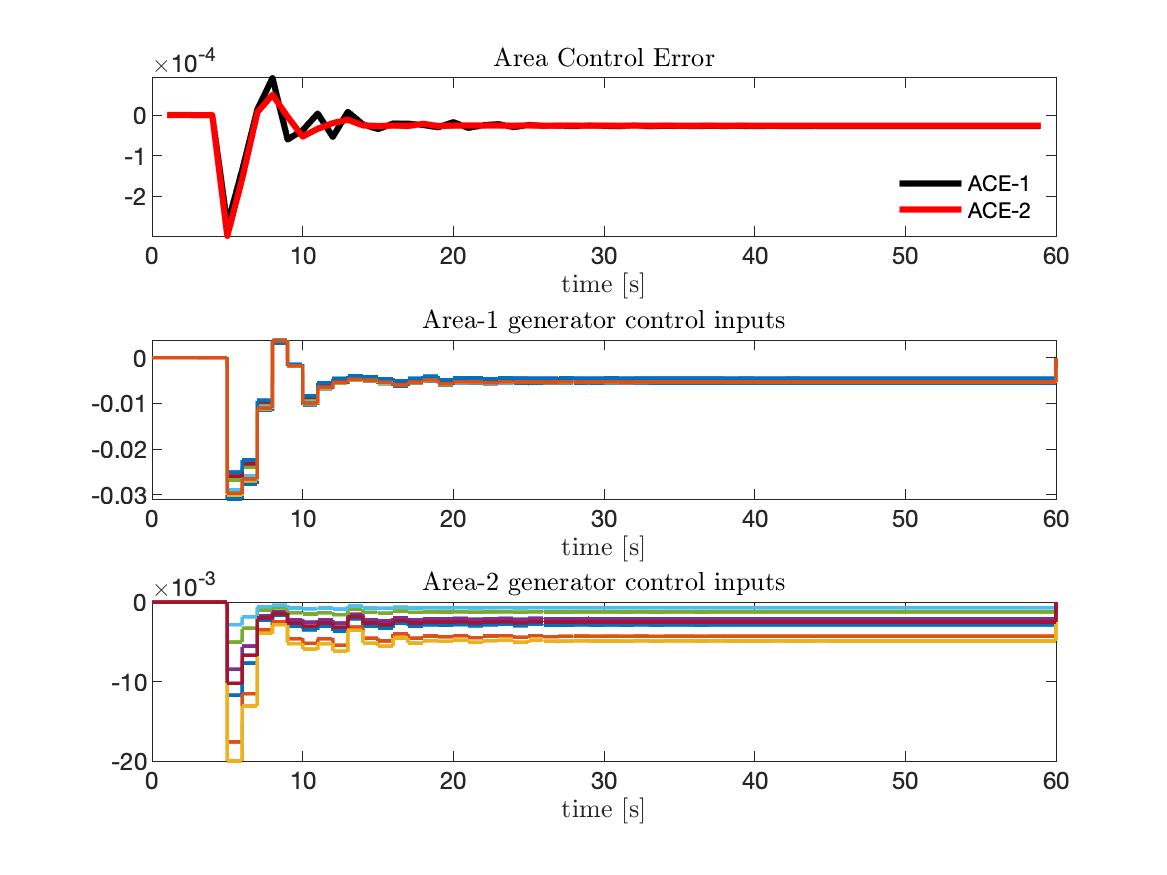 Area Control Error
×10-4
0
-1
-2
ACE-1
ACE-2
0 10 20 30 40 50 60
time [s]
Area-1 generator control inputs
0
-0.01
-0.02
-0.03
0 10 20 30 40 50 60
time [s]
Area-2 generator control inputs
×10-3
0
-10
-20
0 10 20 30 40 50 60
time [s]